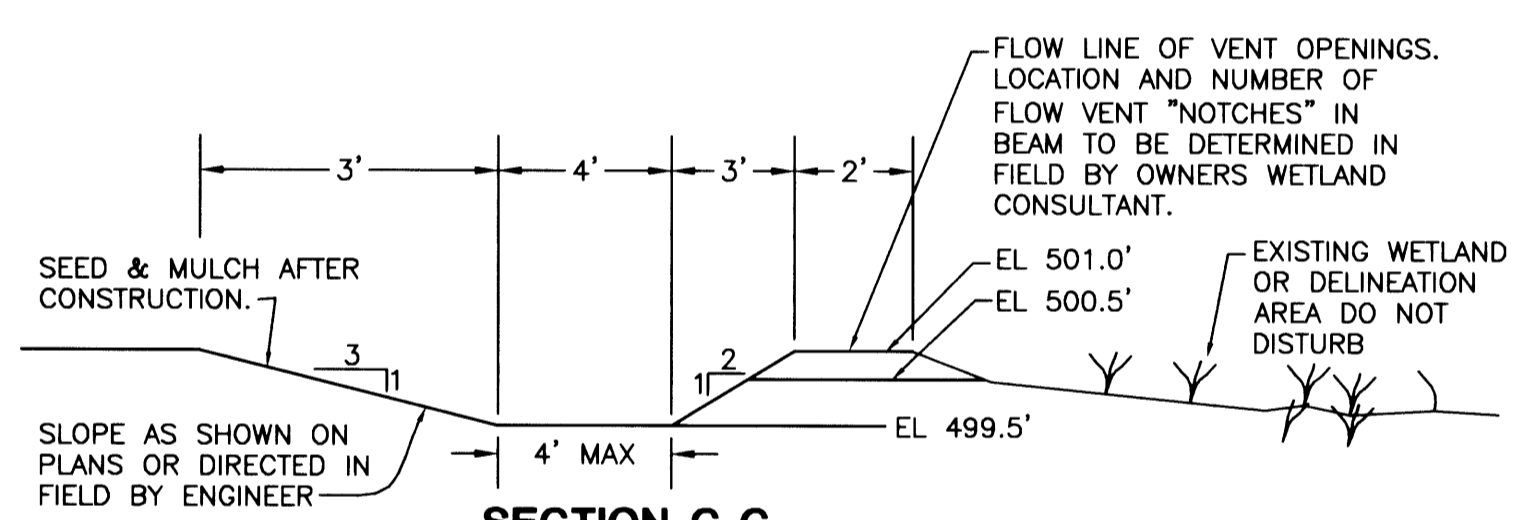 FLOW LINE OF VENT OPENINGS.
LOCATION AND NUMBER OF
FLOW VENT "NOTCHES" IN
BEAM TO BE DETERMINED IN
FIELD BY OWNERS WETLAND
CONSULTANT.
3'
4'
3'
2'
SEED & MULCH AFTER
CONSTRUCTION.
EL 501.0'
EL 500.5'
EXISTING WETLAND
OR DELINEATION
AREA DO NOT
DISTURB
3
1
2
1
SLOPE AS SHOWN ON
PLANS OR DIRECTED IN
FIELD BY ENGINEER
4' MAX
EL 499.5'